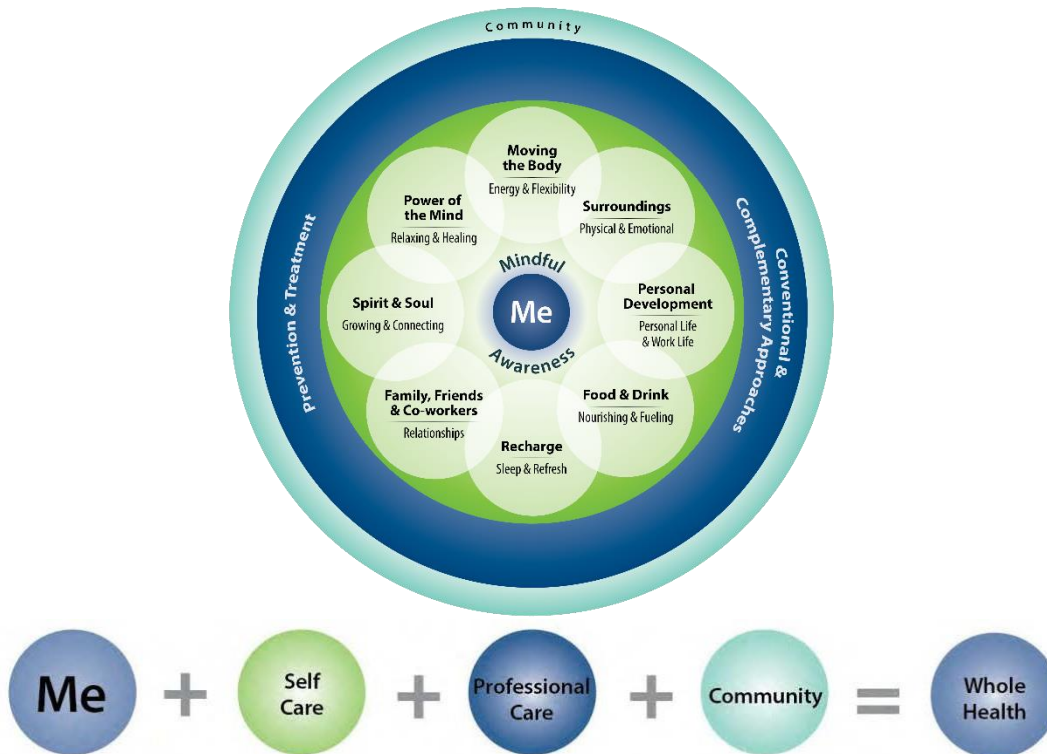 Community
Prevention & Treatment
Conventional &
Complementary Approaches
Moving
the Body
Energy & Flexibility
Surroundings
Physical & Emotional
Personal
Development
Personal Life
& Work Life
Food & Drink
Nourishing & Fueling
Recharge
Sleep & Refresh
Family, Friends
& Co-workers
Relationships
Spirit & Soul
Growing & Connecting
Power of
the Mind
Relaxing & Healing
Mindful
Me
Awareness
Me + Self Care + Professional Care + Community = Whole Health